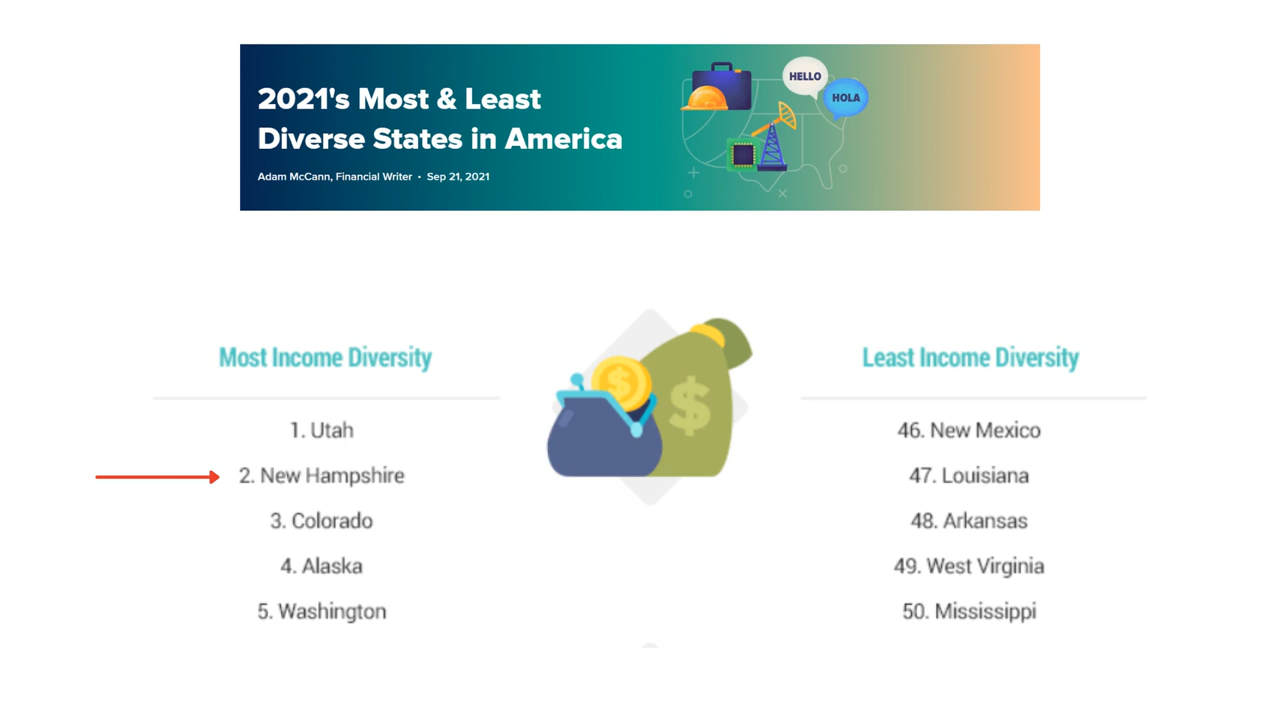 2021's Most & Least
Diverse States in America
Adam McCann, Financial Writer • Sep 21, 2021
HELLO
HOLA
Most Income Diversity
1. Utah
2. New Hampshire
3. Colorado
4. Alaska
5. Washington
$
$
Least Income Diversity
46. New Mexico
47. Louisiana
48. Arkansas
49. West Virginia
50. Mississippi